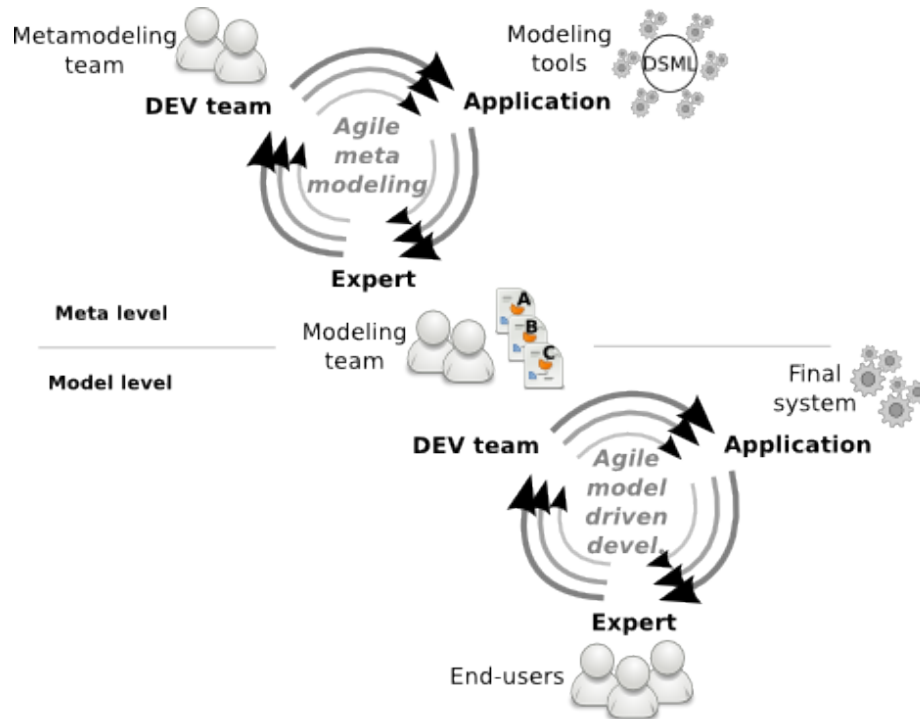 Metamodeling
team
DEV team
Modeling
tools
DSML
Application
Agile
meta
modeling
Expert
Meta level
Modeling
team
A
B
C
Model level
Final
system
DEV team
Application
Agile
model
driven
devel.
Expert
End-users